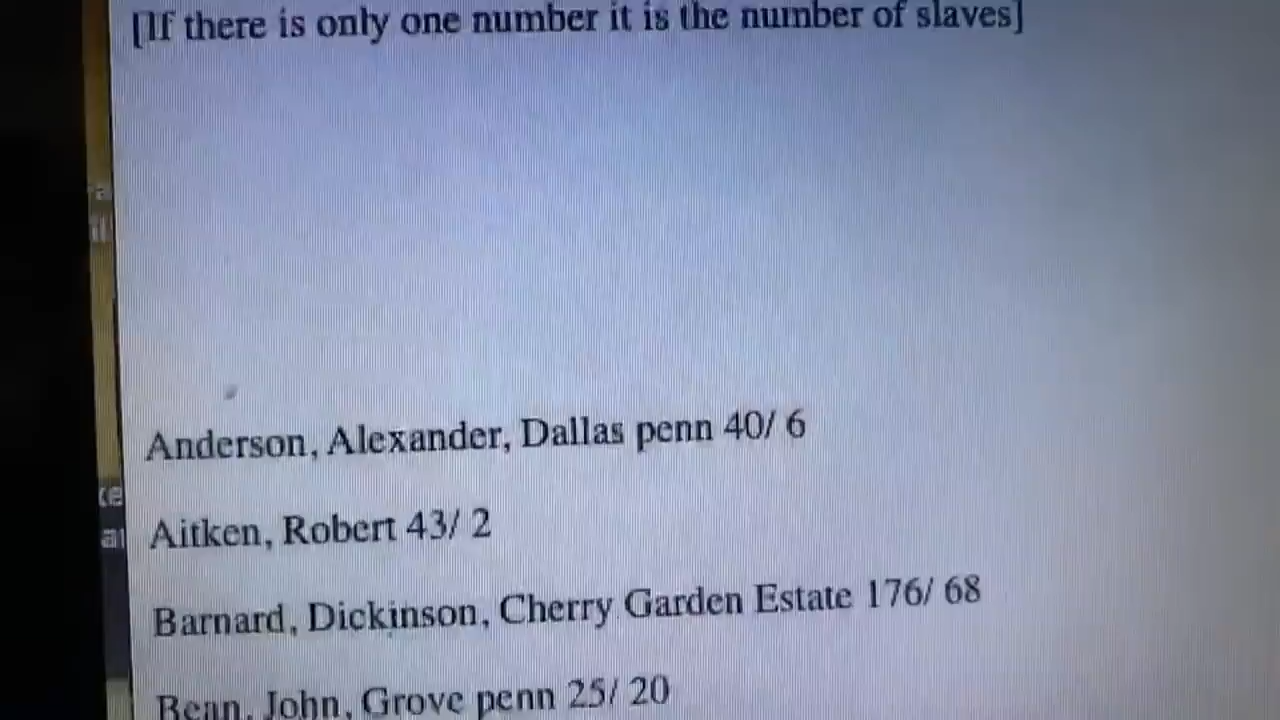 [If there is only one number it is the number of slaves]
Anderson, Alexander, Dallas penn 40/ 6
Aitken, Robert 43/ 2
Barnard, Dickinson, Cherry Garden Estate 176/ 68
Bean, John, Grove penn 25/ 20